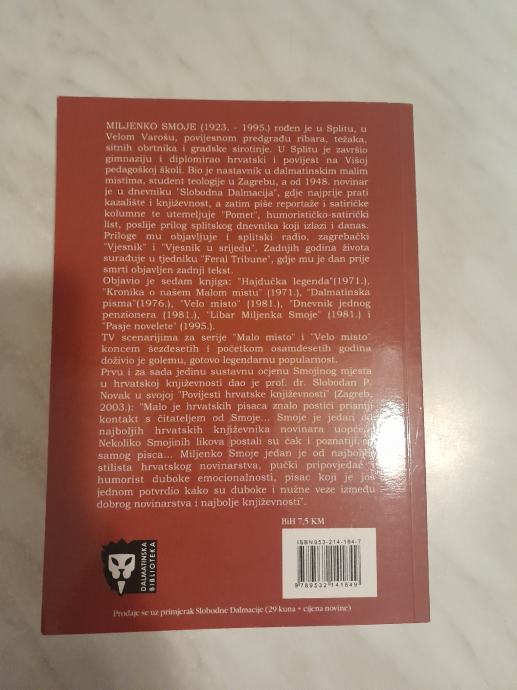 MILJENKO SMOJE (1923. - 1995.) rođen je u Splitu, u
Velom Varošu, povijesnom predgrađu ribara, težaka,
sitnih obrtnika i gradske sirotinje. U Splitu je završio
gimnaziju i diplomirao hrvatski i povijest na Višoj
pedagoškoj školi. Bio je nastavnik u dalmatinskim malim
mistima, student teologije u Zagrebu, a od 1948. novinar
je u dnevniku "Slobodna Dalmacija", gdje najprije prati
kazalište i književnost, a zatim piše reportaže i satiričke
kolumne te utemeljuje "Pomet", humorističko-satirički
list, poslije prilog splitskog dnevnika koji izlazi i danas.
Priloge mu objavljuje i splitski radio, zagrebački
"Vjesnik" i "Vjesnik u srijedu". Zadnjih godina života
surađuje u tjedniku "Feral Tribune", gdje mu je dan prije
smrti objavljen zadnji tekst.
Objavio je sedam knjiga: "Hajdučka legenda"(1971.),
"Kronika o našem Malom mistu" (1971.), "Dalmatinska
pisma"(1976.), "Velo misto" (1981.), "Dnevnik jednog
penzionera (1981.), "Libar Miljenka Smoje" (1981.) i
"Pasje novelete" (1995.).
TV scenarijima za serije "Malo misto" i "Velo misto"
koncem šezdesetih i početkom osamdesetih godina
doživio je golemu, gotovo legendarnu popularnost.
Prvu i za sada jedinu sustavnu ocjenu Smojinog mjesta
u hrvatskoj književnosti dao je prof. dr. Slobodan P.
Novak u svojoj "Povijesti hrvatske književnosti" (Zagreb,
2003.): "Malo je hrvatskih pisaca znalo postići prisniji
kontakt s čitateljem od Smoje... Smoje je jedan od
najboljih hrvatskih književnika novinara uopće.
Nekoliko Smojinih likova postali su čak i poznatiji od
samog pisca... Miljenko Smoje jedan je od najboljih
stilista hrvatskog novinarstva, pučki pripovjedač i
humorist duboke emocionalnosti, pisac koji je još
jednom potvrdio kako su duboke i nužne veze između
dobrog novinarstva i najbolje književnosti".
BiH 7,5 KM
ISBN 953-214-184-7
9789532141849
DALMATINSKA
BIBLIOTEKA
Prodaje se uz primjerak Slobodne Dalmacije (29 kuna + cijena novine)